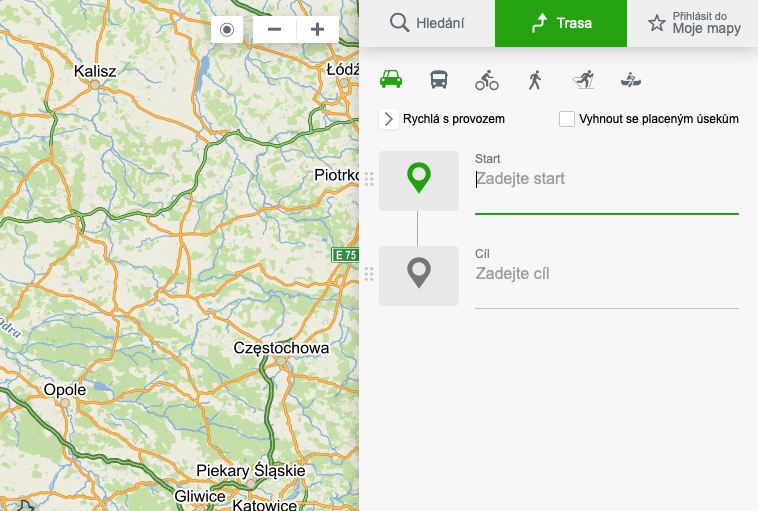 Hledání
Trasa
Přihlásit do
Moje mapy
Rychlá s provozem
Vyhnout se placeným úsekům
Start
Zadejte start
Cíl
Zadejte cíl
Kalisz
Łódź
Piotrko
E 75
Odra
Częstochowa
Opole
Piekary Śląskie
Gliwice
Katowice